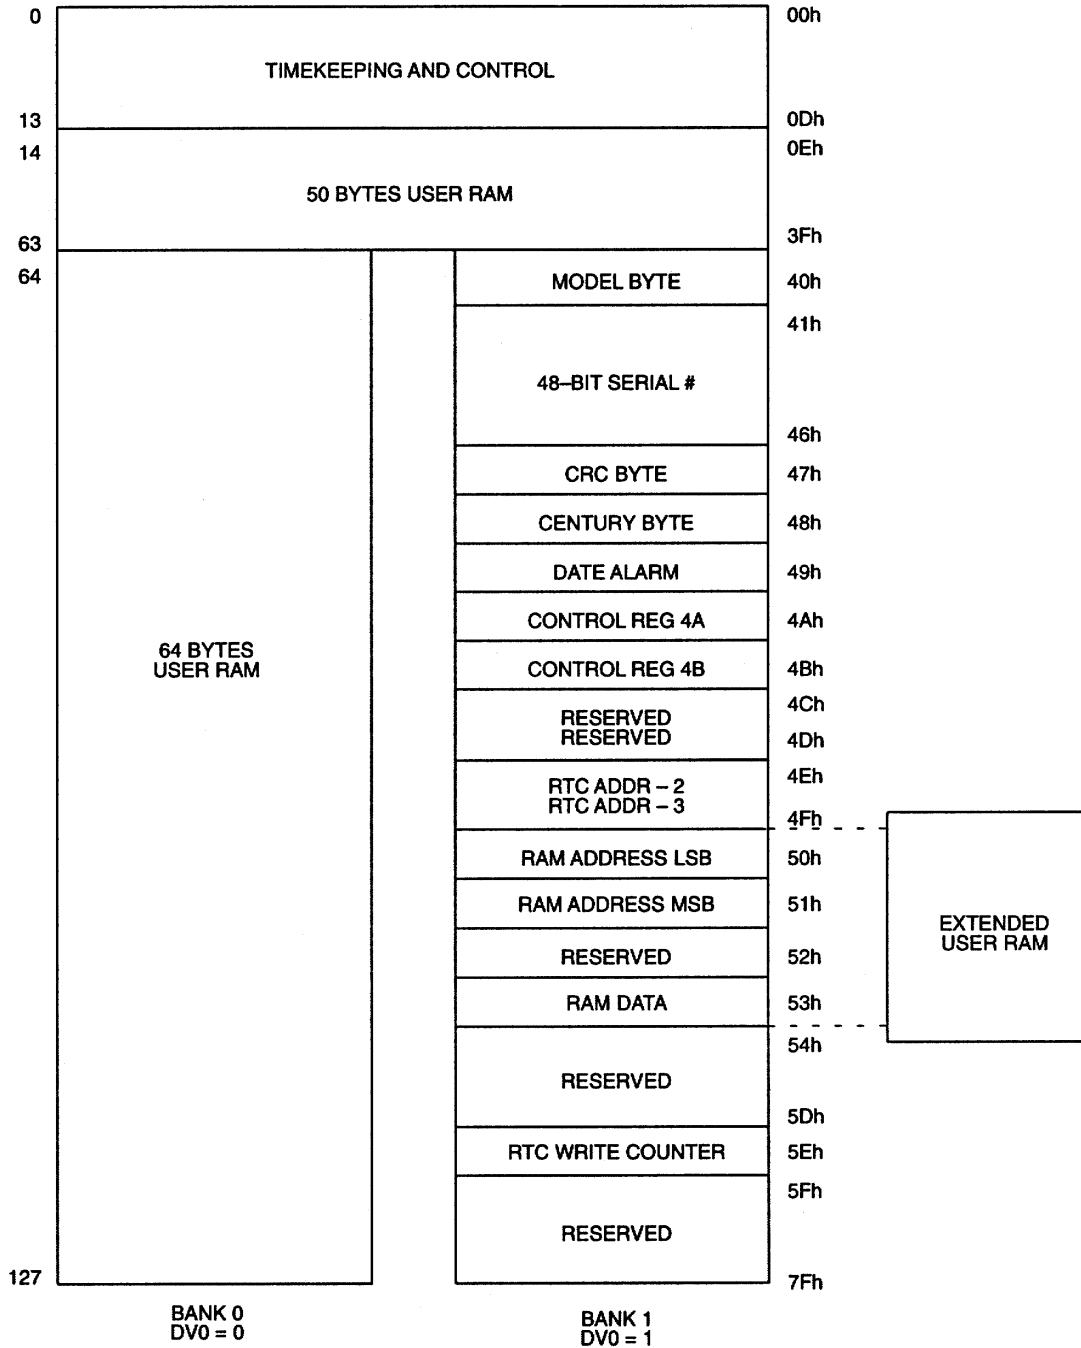 0
00h
TIMEKEEPING AND CONTROL
13
0Dh
14
0Eh
50 BYTES USER RAM
63
3Fh
64
MODEL BYTE
40h
41h
48–BIT SERIAL #
46h
CRC BYTE
47h
CENTURY BYTE
48h
DATE ALARM
49h
CONTROL REG 4A
4Ah
64 BYTES
USER RAM
CONTROL REG 4B
4Bh
4Ch
RESERVED
RESERVED
4Dh
4Eh
RTC ADDR – 2
RTC ADDR – 3
4Fh
RAM ADDRESS LSB
50h
RAM ADDRESS MSB
51h
EXTENDED
USER RAM
RESERVED
52h
RAM DATA
53h
54h
RESERVED
5Dh
RTC WRITE COUNTER
5Eh
5Fh
RESERVED
127
7Fh
BANK 0
DV0 = 0
BANK 1
DV0 = 1